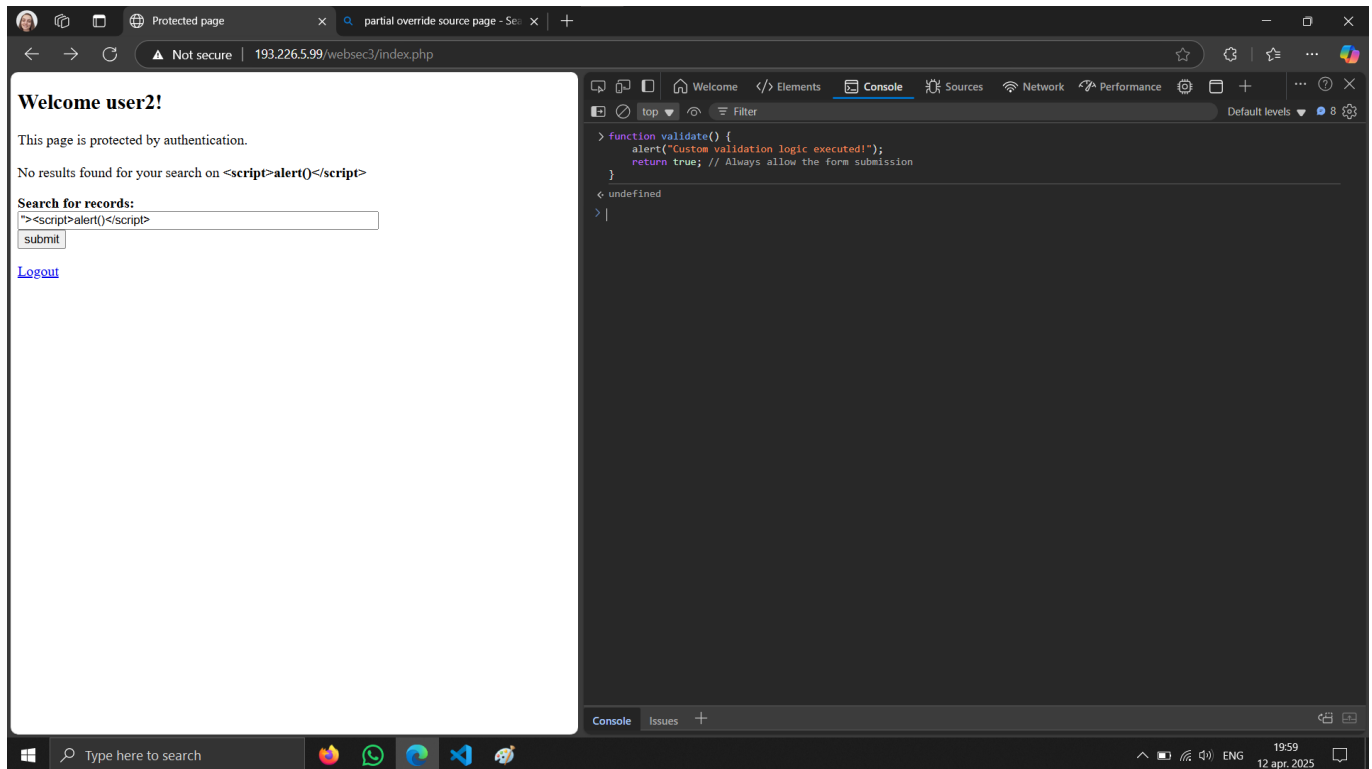 Protected page
partial override source page - Sea
Not secure
193.226.5.99/websec3/index.php
Welcome user2!
This page is protected by authentication.
No results found for your search on <script>alert()</script>
Search for records:
"><script>alert()</script>
submit
Logout
Welcome
Elements
Console
Sources
Network
Performance
top
Filter
Default levels
8
function validate() {
alert("Custom validation logic executed!");
return true; // Always allow the form submission
}
undefined
Console
Issues
Type here to search
ENG
19:59
12 apr. 2025